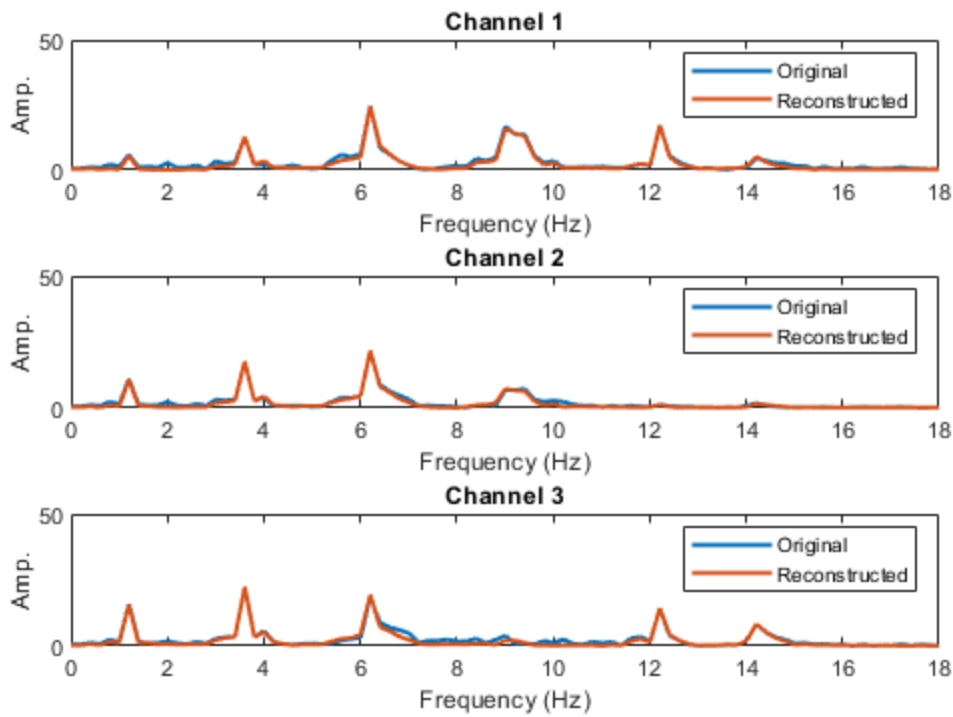 Channel 1
50
Original
Reconstructed
Amp.
0
0 2 4 6 8 10 12 14 16 18
Frequency (Hz)
Channel 2
50
Original
Reconstructed
Amp.
0
0 2 4 6 8 10 12 14 16 18
Frequency (Hz)
Channel 3
50
Original
Reconstructed
Amp.
0
0 2 4 6 8 10 12 14 16 18
Frequency (Hz)